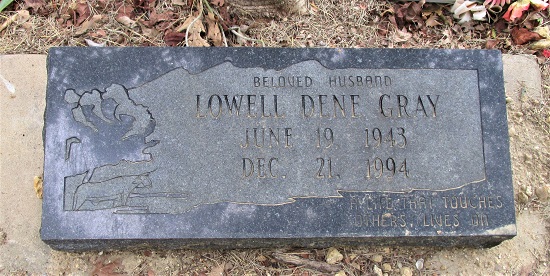 BELOVED HUSBAND
LOWELL DENE GRAY
JUNE 19, 1943
DEC. 21, 1994
A LIFE THAT TOUCHES
OTHERS LIVES ON